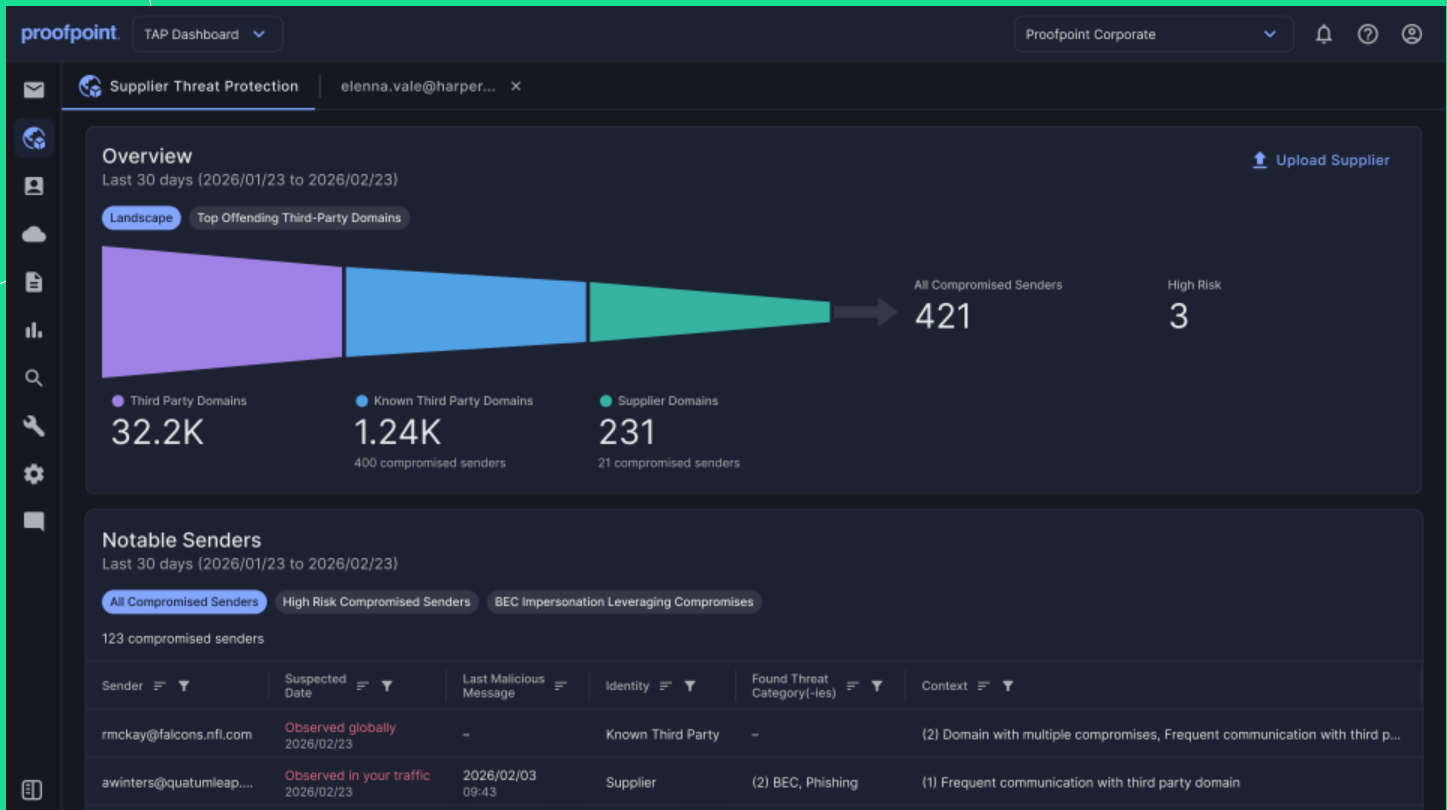 proofpoint. TAP Dashboard Proofpoint Corporate
Supplier Threat Protection elenna.vale@harper...
Overview
Last 30 days (2026/01/23 to 2026/02/23)
Upload Supplier
Landscape Top Offending Third-Party Domains
All Compromised Senders High Risk
421 3
Third Party Domains Known Third Party Domains Supplier Domains
32.2K 1.24K 231
400 compromised senders 21 compromised senders
Notable Senders
Last 30 days (2026/01/23 to 2026/02/23)
All Compromised Senders High Risk Compromised Senders BEC Impersonation Leveraging Compromises
123 compromised senders
Sender Suspected Date Last Malicious Message Identity Found Threat Category(-ies) Context
rmckay@falcons.nfl.com Observed globally 2026/02/23 – Known Third Party – (2) Domain with multiple compromises, Frequent communication with third p...
awinters@quatumleap.... Observed in your traffic 2026/02/23 2026/02/03 09:43 Supplier (2) BEC, Phishing (1) Frequent communication with third party domain